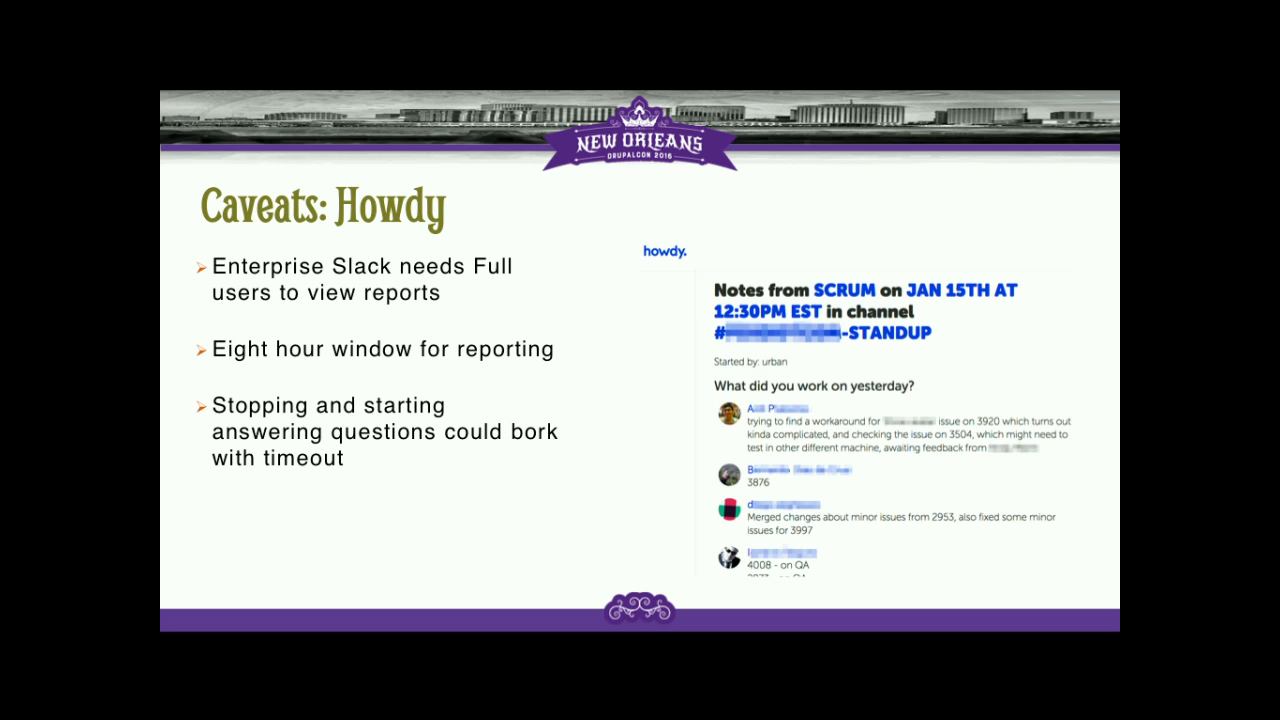 NEW ORLEANS
DRUPALCON 2016
Caveats: Howdy
Enterprise Slack needs Full
users to view reports
Eight hour window for reporting
Stopping and starting
answering questions could bork
with timeout
howdy.
Notes from SCRUM on JAN 15TH AT
12:30PM EST in channel
#-STANDUP
Started by: urban
What did you work on yesterday?
trying to find a workaround for issue on 3920 which turns out
kinda complicated, and checking the issue on 3504, which might need to
test in other different machine, awaiting feedback from
3876
Merged changes about minor issues from 2953, also fixed some minor
issues for 3997
4008 - on QA